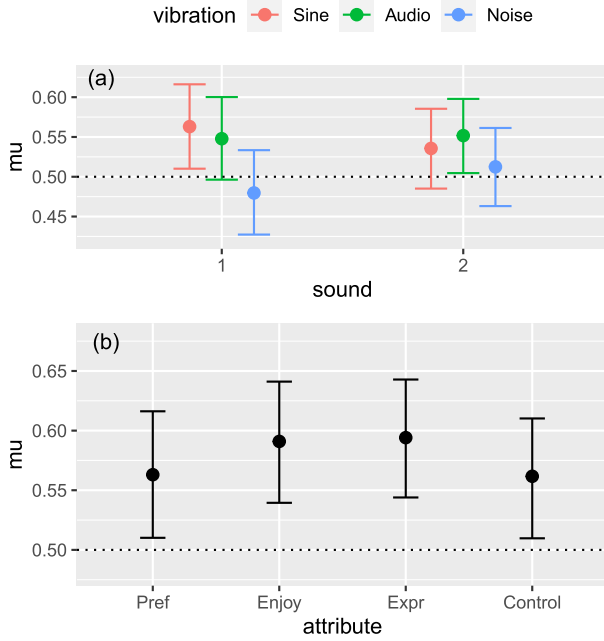 vibration Sine Audio Noise
(a)
0.60
0.55
0.50
0.45
mu
1 2
sound
(b)
0.65
0.60
0.55
0.50
mu
Pref Enjoy Expr Control
attribute